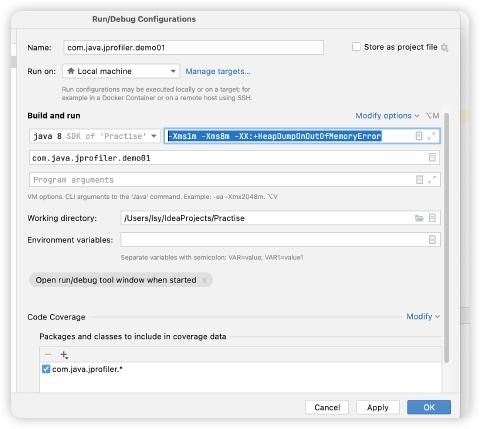 Run/Debug Configurations
Name: com.java.jprofiler.demo01
Store as project file
Run on: Local machine Manage targets...
Run configurations may be executed locally or on a target: for
example in a Docker Container or on a remote host using SSH.
Build and run Modify options ⌥M
java 8 SDK of 'Practise' -Xms1m -Xms8m -XX:+HeapDumpOnOutOfMemoryError
com.java.jprofiler.demo01
Program arguments
VM options. CLI arguments to the 'Java' command. Example: -ea -Xmx2048m. ⌥V
Working directory: /Users/lsy/IdeaProjects/Practise
Environment variables:
Separate variables with semicolon: VAR=value; VAR1=value1
Open run/debug tool window when started ×
Code Coverage Modify
Packages and classes to include in coverage data
com.java.jprofiler.*
Cancel Apply OK